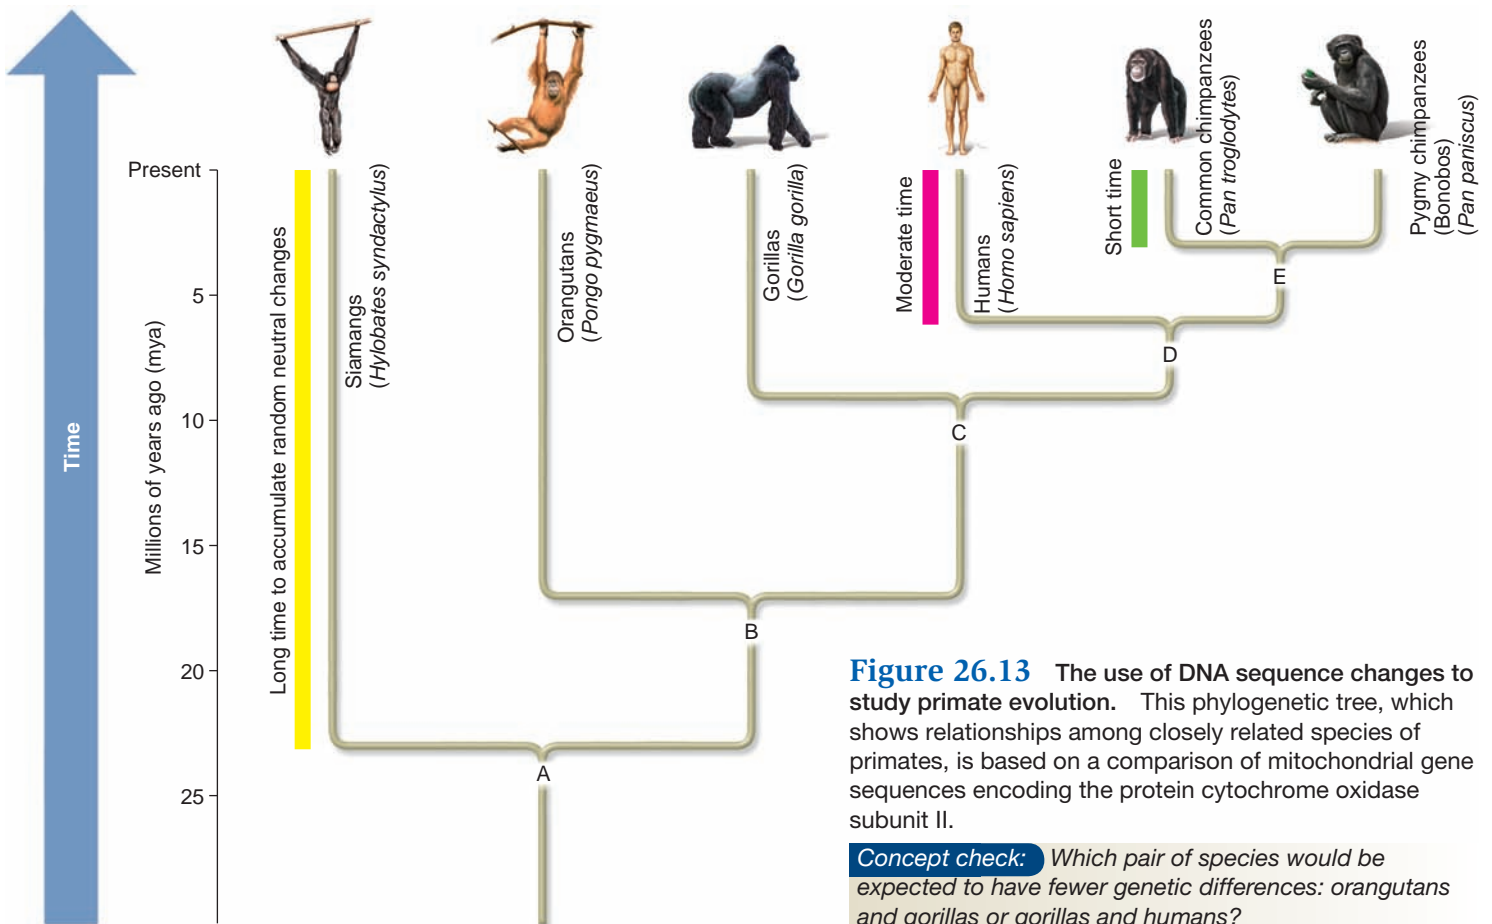 Time
Millions of years ago (mya)
Present
5
10
15
20
25
Long time to accumulate random neutral changes
Siamangs
(Hylobates syndactylus)
Orangutans
(Pongo pygmaeus)
Gorillas
(Gorilla gorilla)
Moderate time
Humans
(Homo sapiens)
Short time
Common chimpanzees
(Pan troglodytes)
Pygmy chimpanzees
(Bonobos)
(Pan paniscus)
E
D
C
B
A
Figure 26.13 The use of DNA sequence changes to
study primate evolution. This phylogenetic tree, which
shows relationships among closely related species of
primates, is based on a comparison of mitochondrial gene
sequences encoding the protein cytochrome oxidase
subunit II.
Concept check: Which pair of species would be
expected to have fewer genetic differences: orangutans
and gorillas or gorillas and humans?